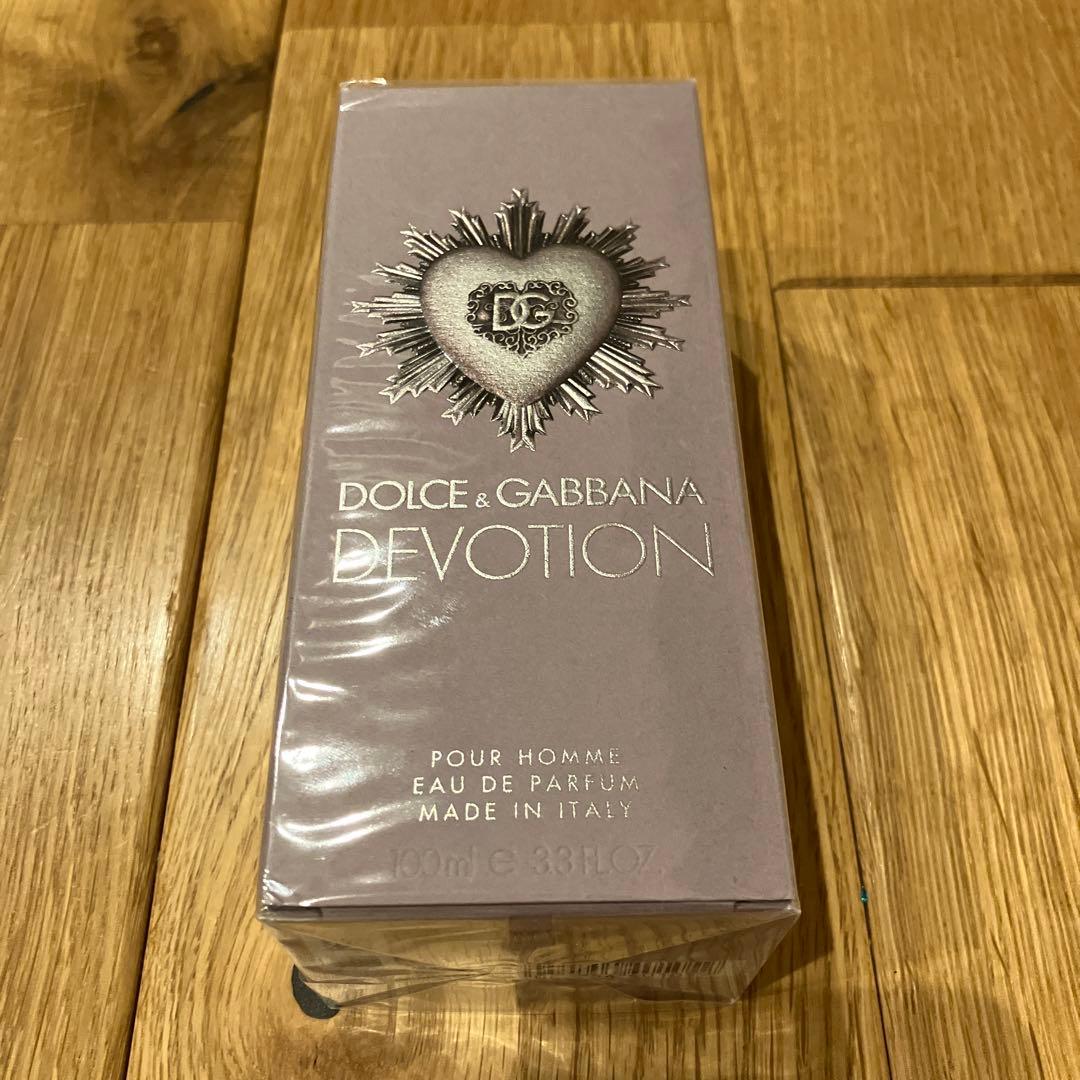 DG
DOLCE & GABBANA
DEVOTION
POUR HOMME
EAU DE PARFUM
MADE IN ITALY
100ml e 3.3 FL.OZ.